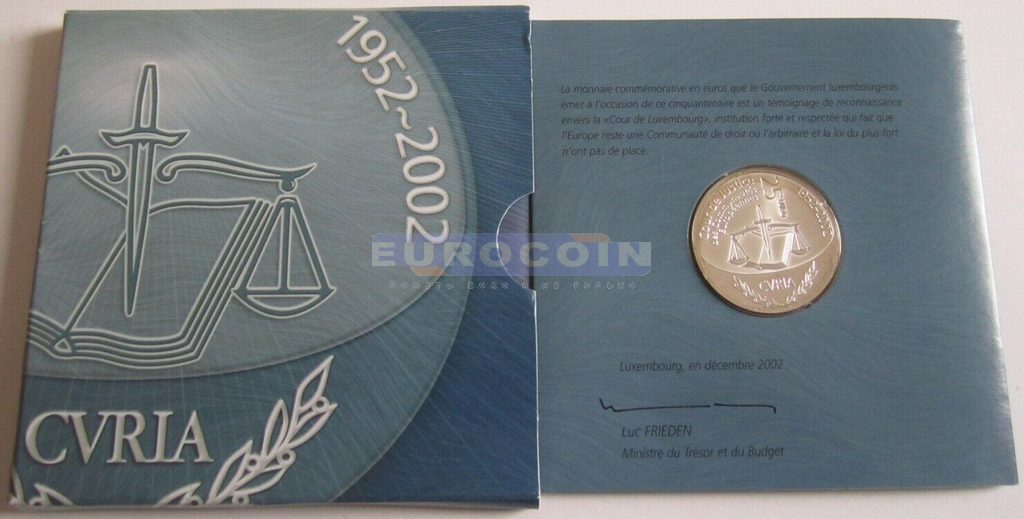 1952~2002
CVRIA
La monnaie commémorative en euros que le Gouvernement luxembourgeois
émet à l'occasion de ce cinquantenaire est un témoignage de reconnaissance
envers la «Cour de Luxembourg», institution forte et respectée qui fait que
l'Europe reste une Communauté de droit où l'arbitraire et la loi du plus fort
n'ont pas de place.
25
1952~2002
CVRIA
EUROCOIN
Luxembourg, en décembre 2002
Luc FRIEDEN
Ministre du Trésor et du Budget